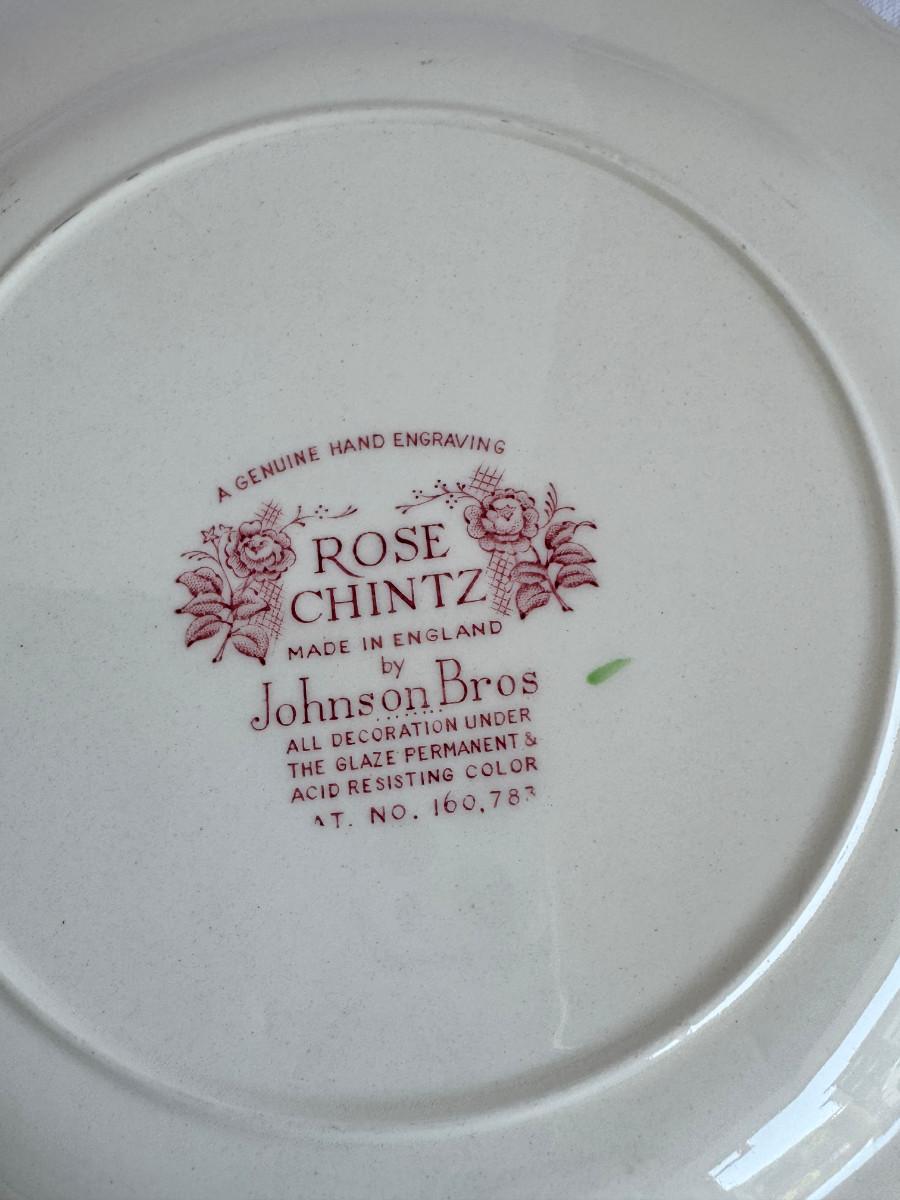 A GENUINE HAND ENGRAVING
ROSE
CHINTZ
MADE IN ENGLAND
by
Johnson Bros
ALL DECORATION UNDER
THE GLAZE PERMANENT &
ACID RESISTING COLOR
AT. NO. 160,783